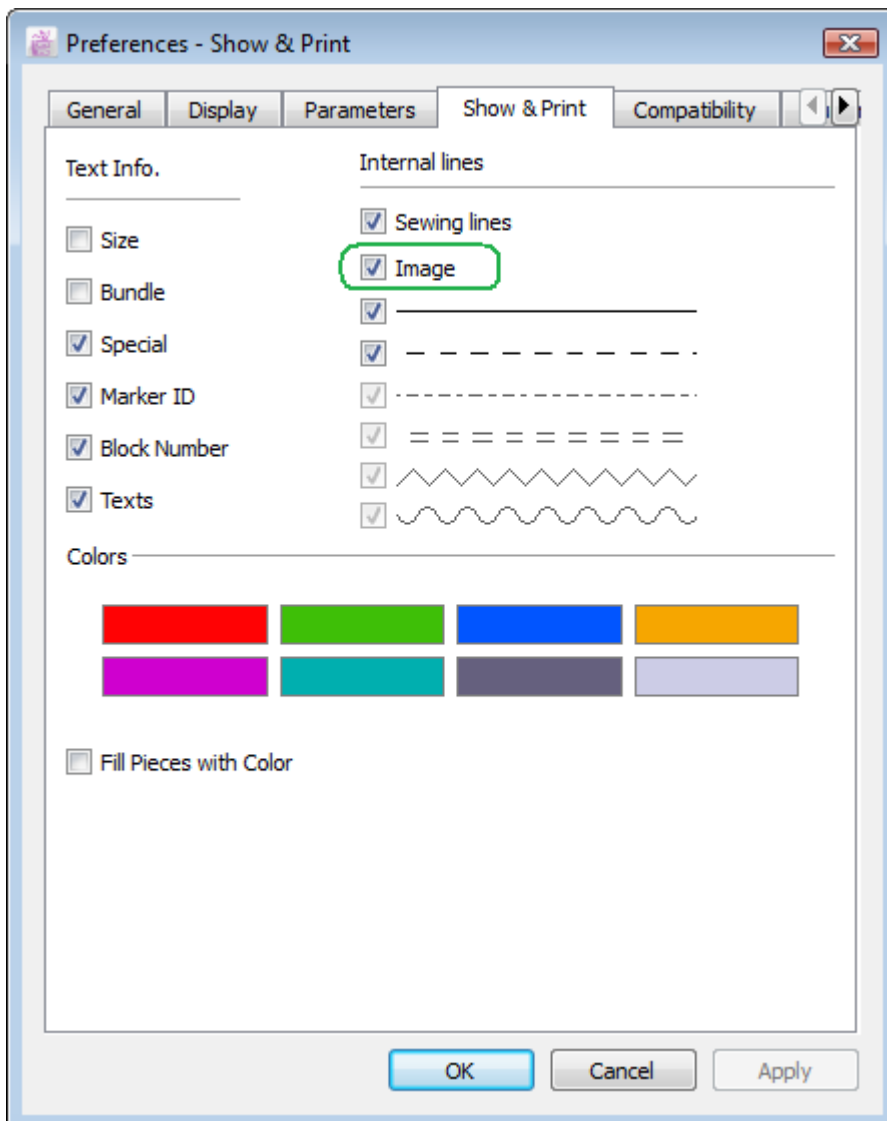 Preferences - Show & Print
General Display Parameters Show & Print Compatibility
Text Info.
Size
Bundle
Special
Marker ID
Block Number
Texts
Internal lines
Sewing lines
Image
Colors
Fill Pieces with Color
OK Cancel Apply